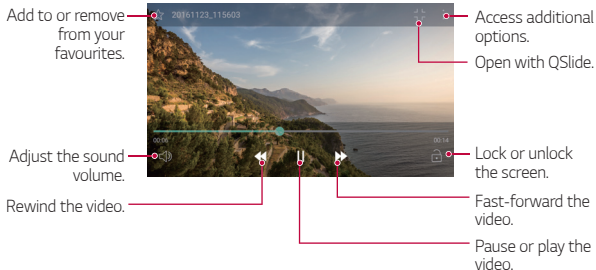 Add to or remove
from your
favourites.
20161123_115603
Access additional
options.
Open with QSlide.
00:00
00:14
Adjust the sound
volume.
Lock or unlock
the screen.
Rewind the video.
Fast-forward the
video.
Pause or play the
video.